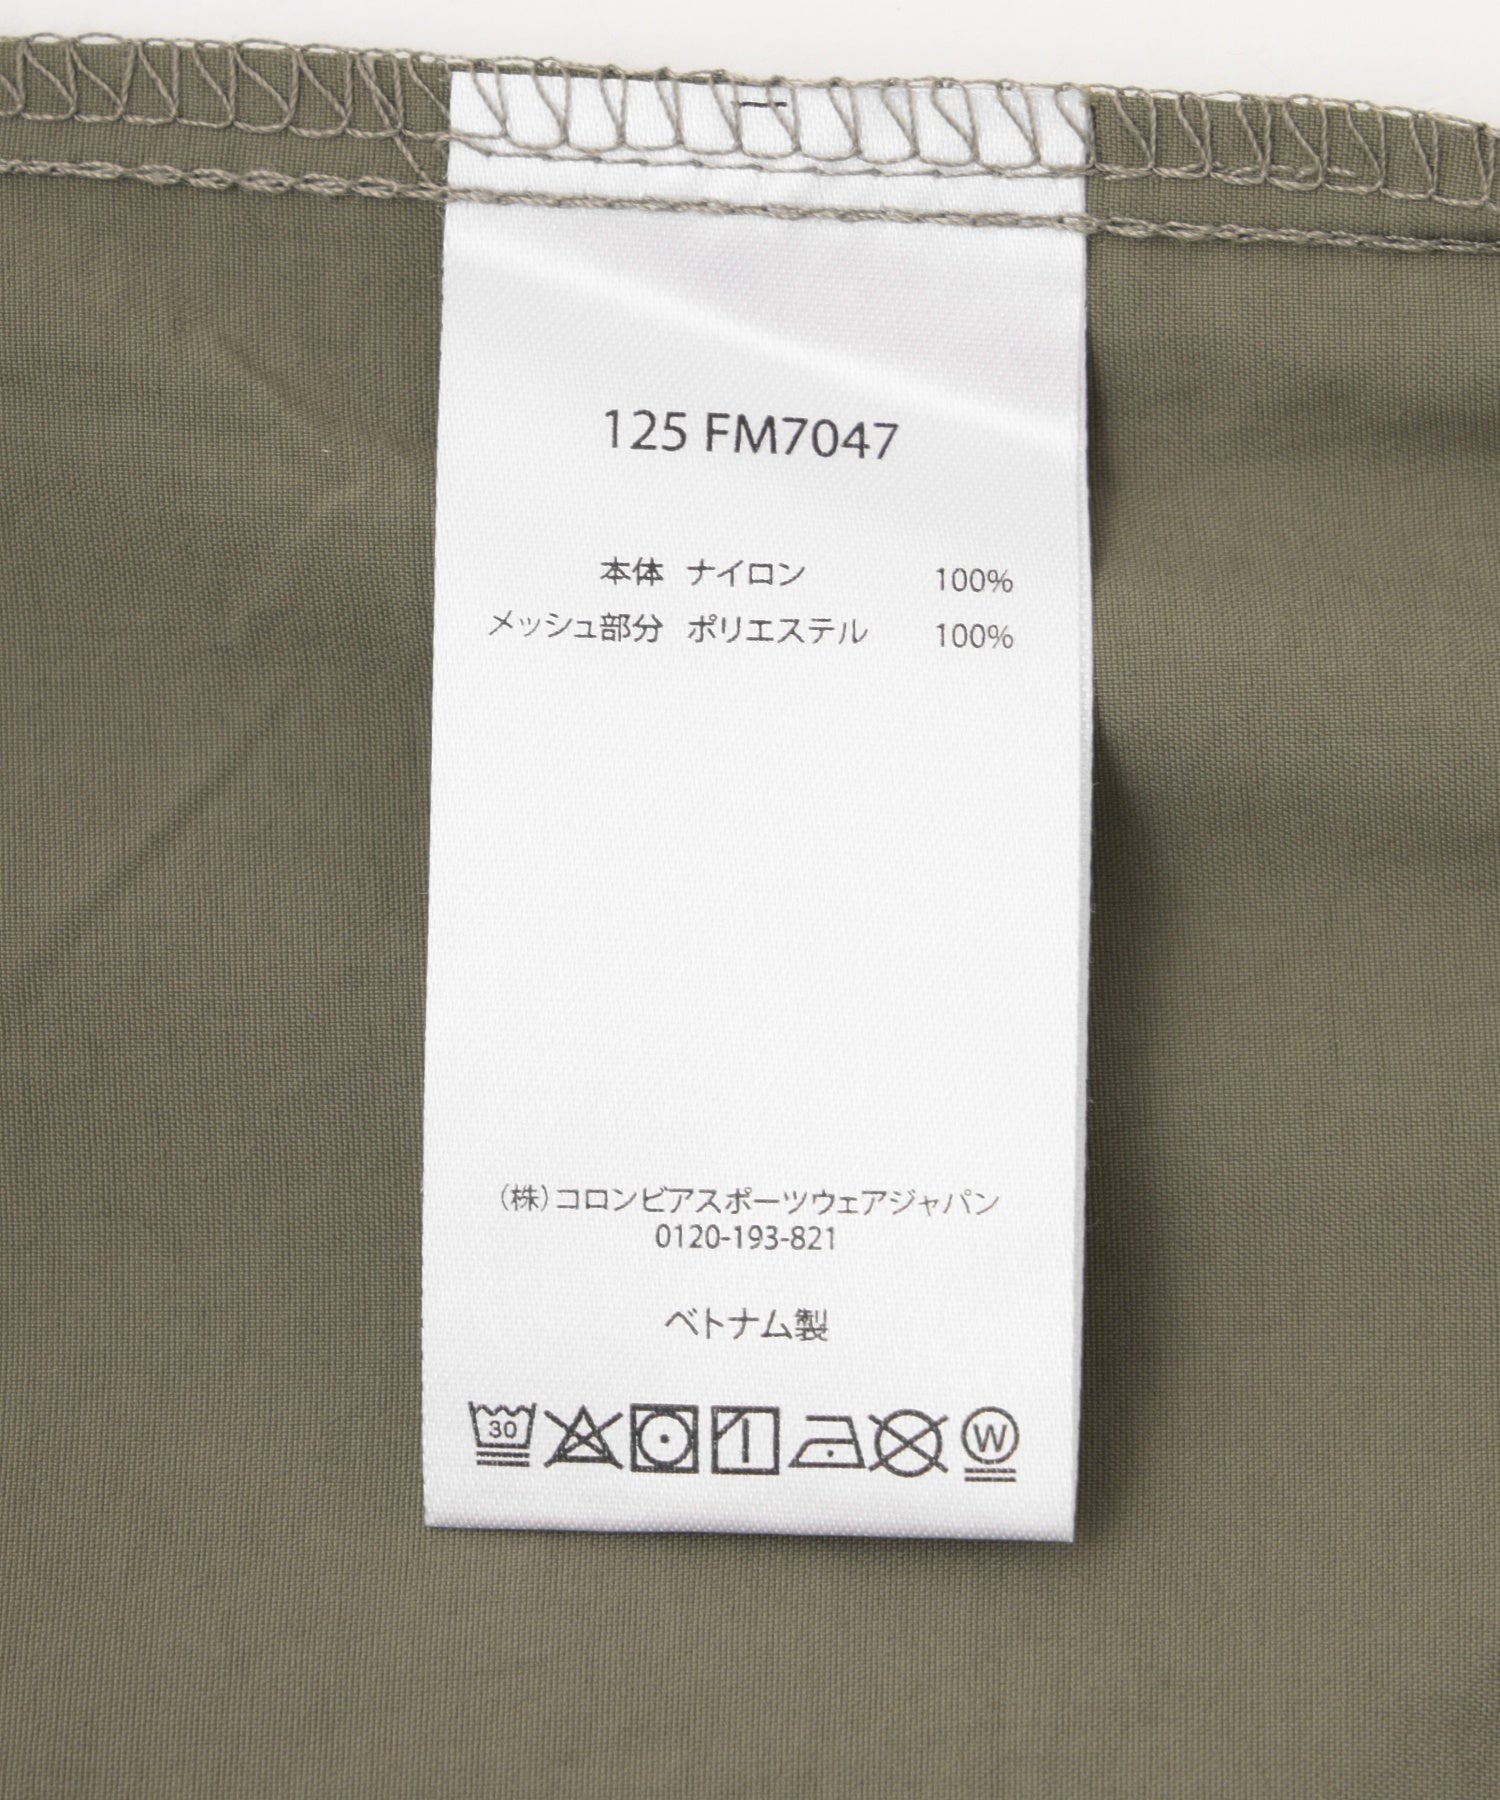 125 FM7047
本体 ナイロン 100%
メッシュ部分 ポリエステル 100%
(株)コロンビアスポーツウェアジャパン
0120-193-821
ベトナム製
30 W